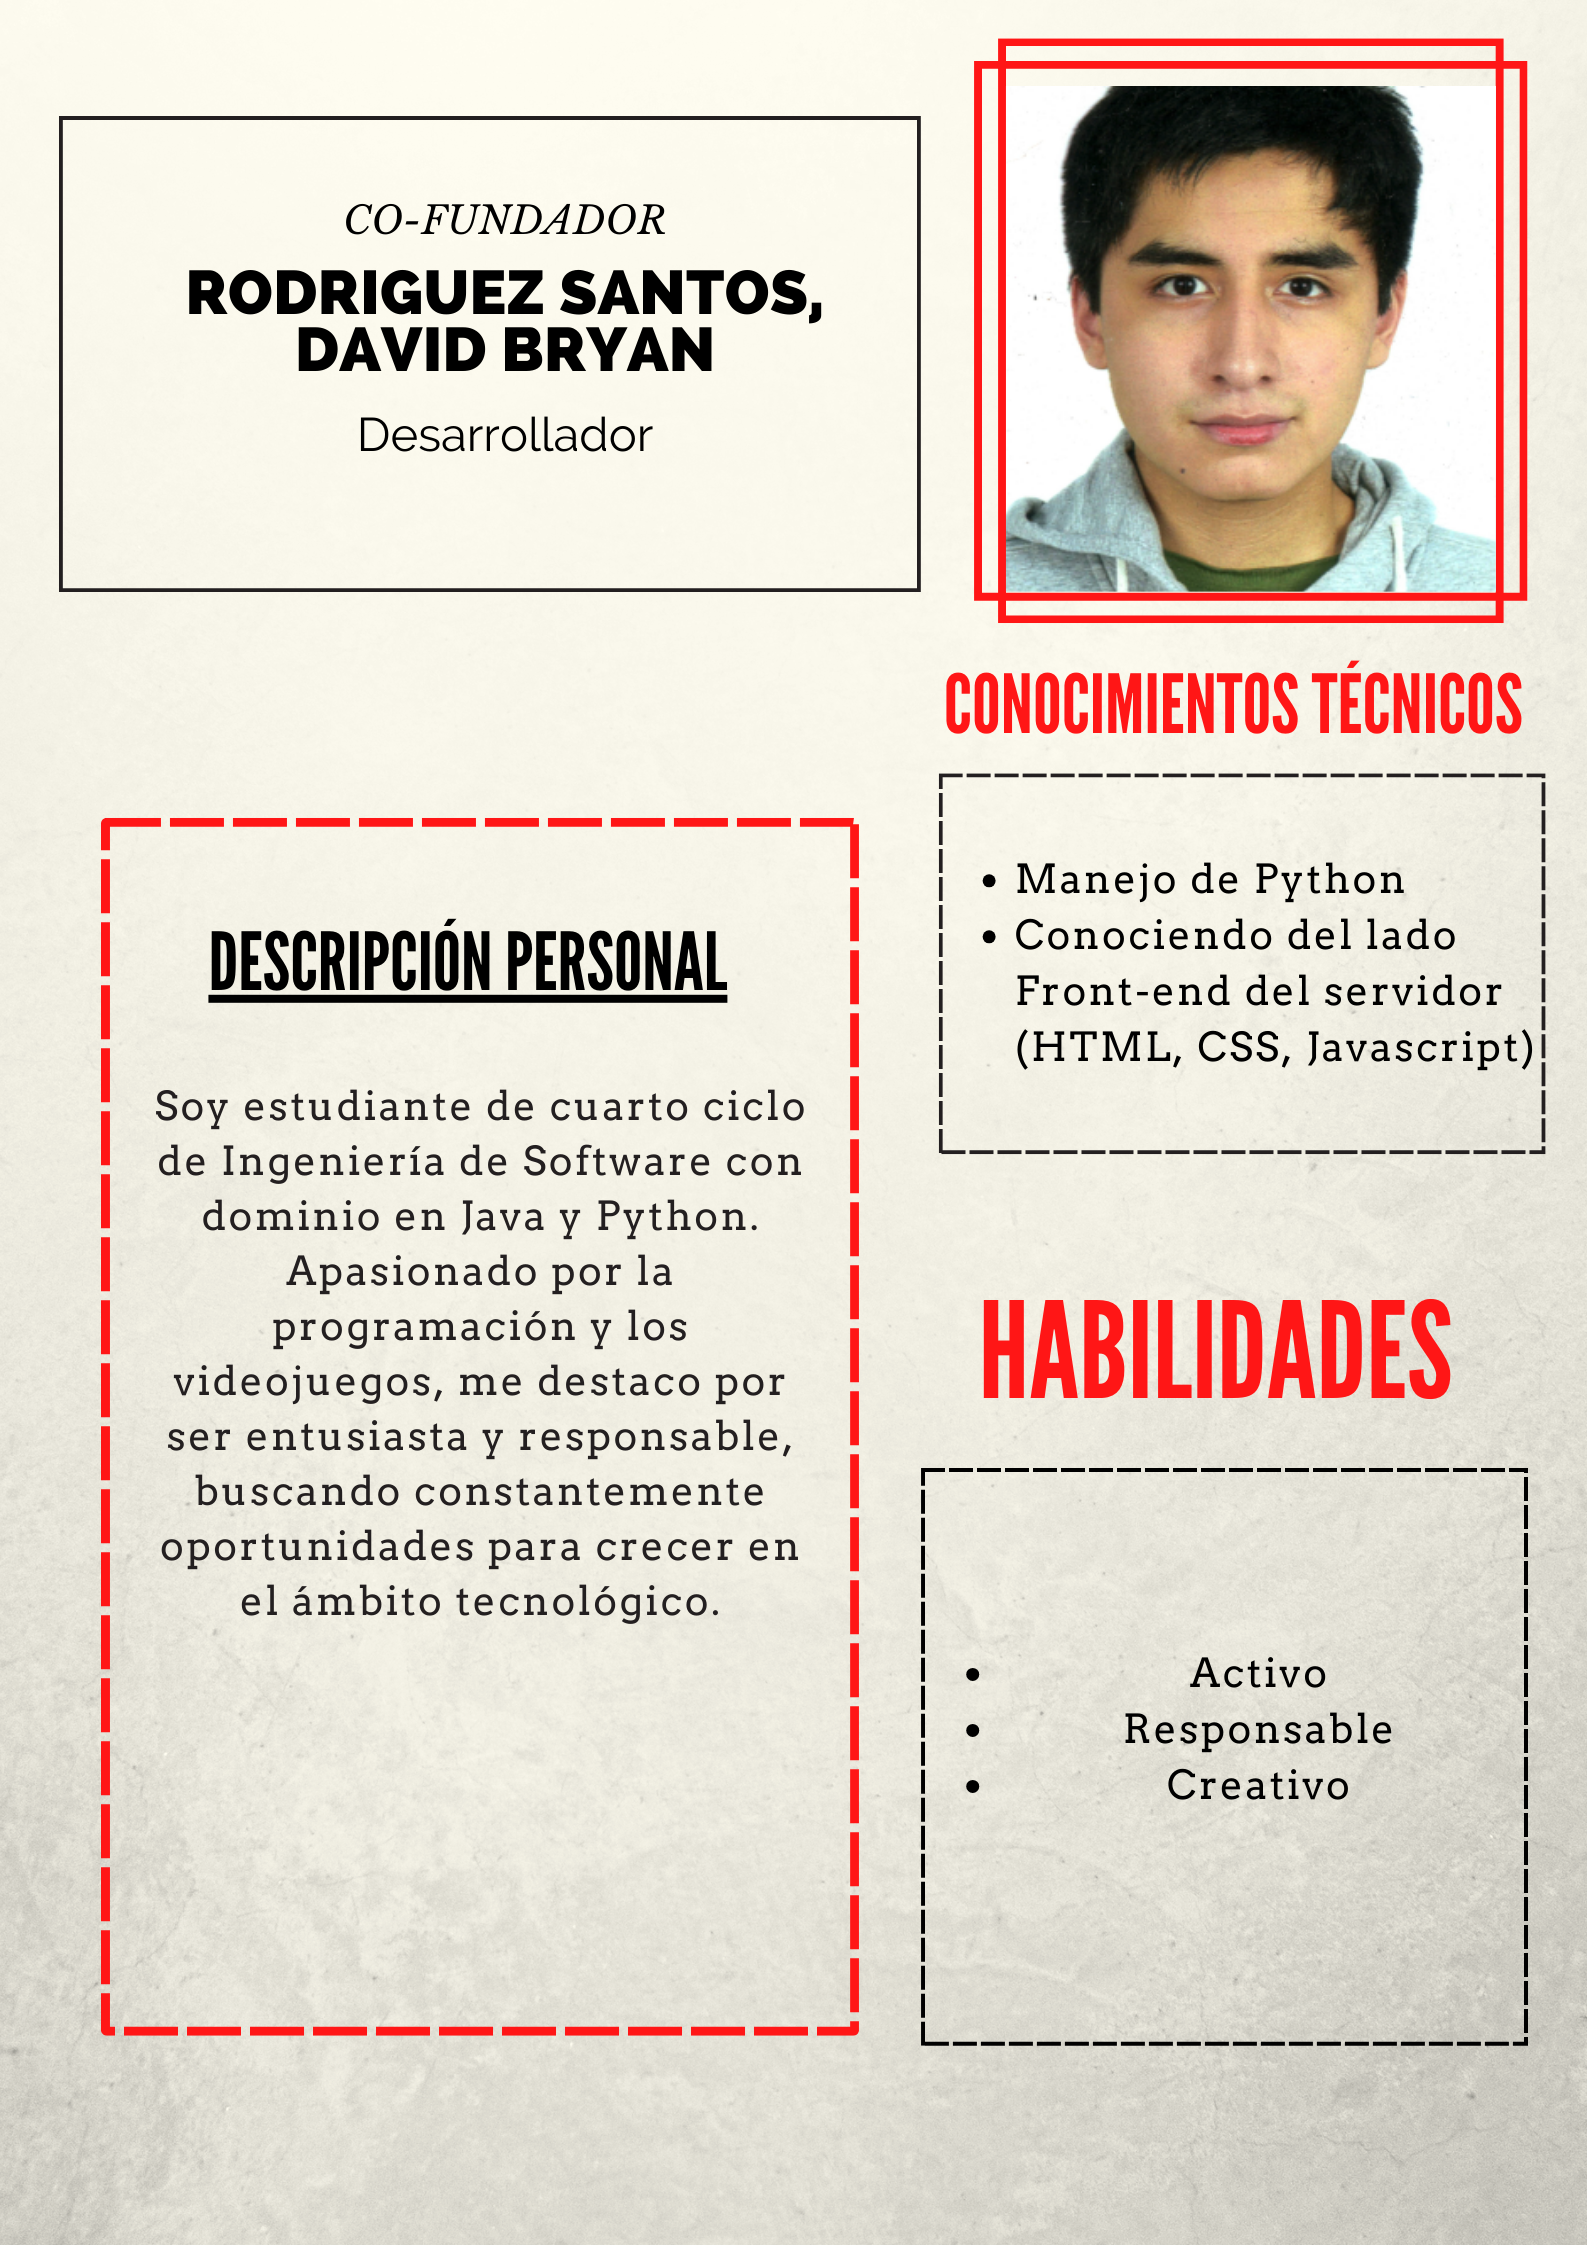 CO-FUNDADOR
RODRIGUEZ SANTOS,
DAVID BRYAN
Desarrollador
CONOCIMIENTOS TÉCNICOS
• Manejo de Python
• Conociendo del lado
Front-end del servidor
(HTML, CSS, Javascript)
DESCRIPCIÓN PERSONAL
Soy estudiante de cuarto ciclo
de Ingeniería de Software con
dominio en Java y Python.
Apasionado por la
programación y los
videojuegos, me destaco por
ser entusiasta y responsable,
buscando constantemente
oportunidades para crecer en
el ámbito tecnológico.
HABILIDADES
• Activo
• Responsable
• Creativo